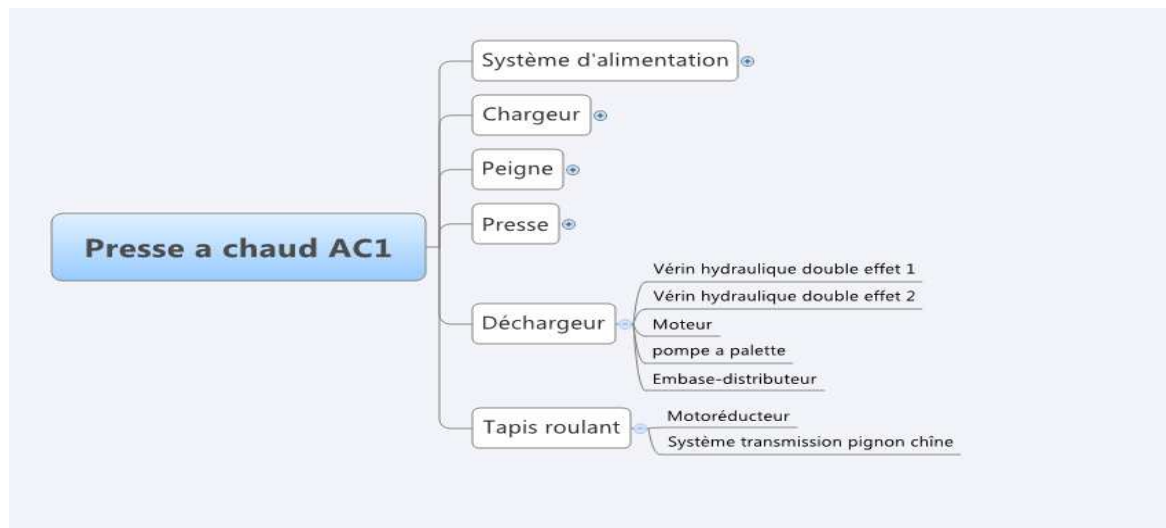 Système d'alimentation
Chargeur
Peigne
Presse
Presse a chaud AC1
Déchargeur
Vérin hydraulique double effet 1
Vérin hydraulique double effet 2
Moteur
pompe a palette
Embase-distributeur
Tapis roulant
Motoréducteur
Système transmission pignon chîne